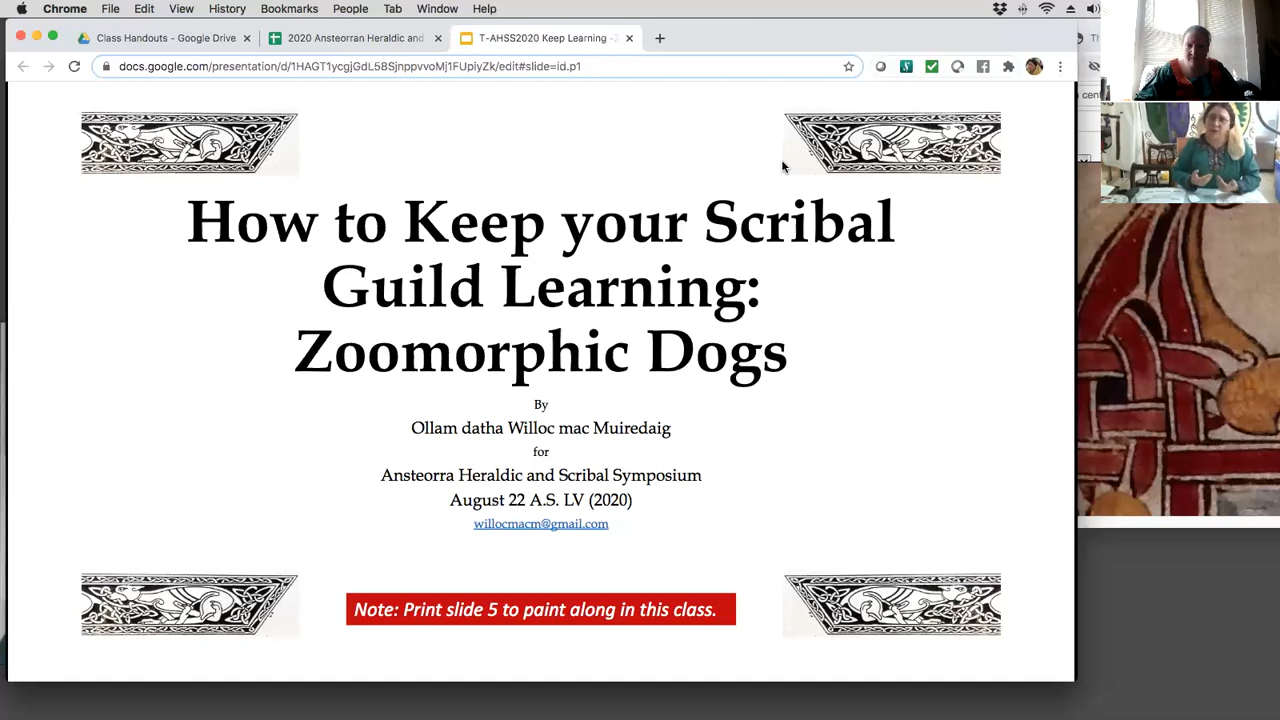 Chrome File Edit View History Bookmarks People Tab Window Help
Class Handouts - Google Drive
2020 Ansteorran Heraldic and
T-AHSS2020 Keep Learning -
docs.google.com/presentation/d/1HAGT1ycgjGdL58SjnppvvoMj1FUpiyZk/edit#slide=id.p1
How to Keep your Scribal
Guild Learning:
Zoomorphic Dogs
By
Ollam datha Willoc mac Muiredaig
for
Ansteorra Heraldic and Scribal Symposium
August 22 A.S. LV (2020)
willocmacm@gmail.com
Note: Print slide 5 to paint along in this class.